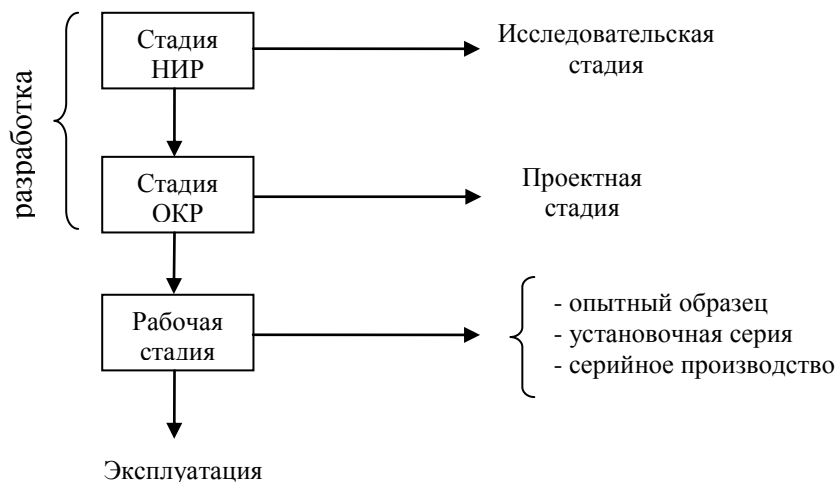 разработка
Стадия
НИР
Исследовательская
стадия
Стадия
ОКР
Проектная
стадия
Рабочая
стадия
- опытный образец
- установочная серия
- серийное производство
Эксплуатация